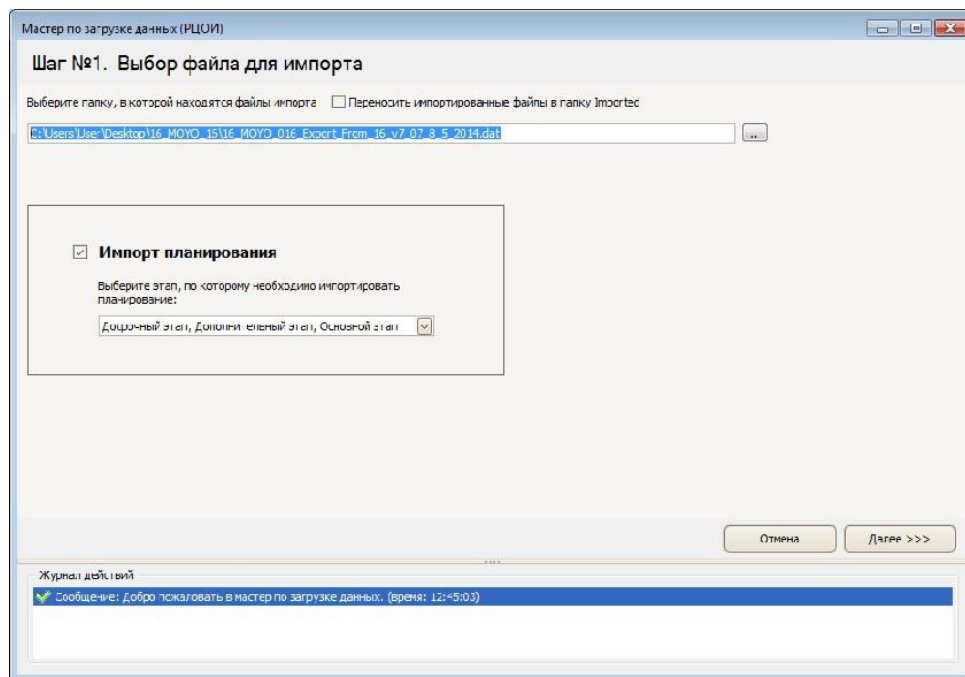 Мастер по загрузке данных (РЦОИ)
Шаг №1. Выбор файла для импорта
Выберите папку, в которой находятся файлы импорта Переносить импортированные файлы в папку Imported
C:\Users\User\Desktop\16_MOYO_15\16_MOYO_016_Export_From_16_v7_07_8_5_2014.dat
..
Импорт планирования
Выберите этап, по которому необходимо импортировать
планирование:
Досрочный этап, Дополнительный этап, Основной этап
Отмена
Далее >>>
Журнал действий
Сообщение: Добро пожаловать в мастер по загрузке данных. (время: 12:45:03)